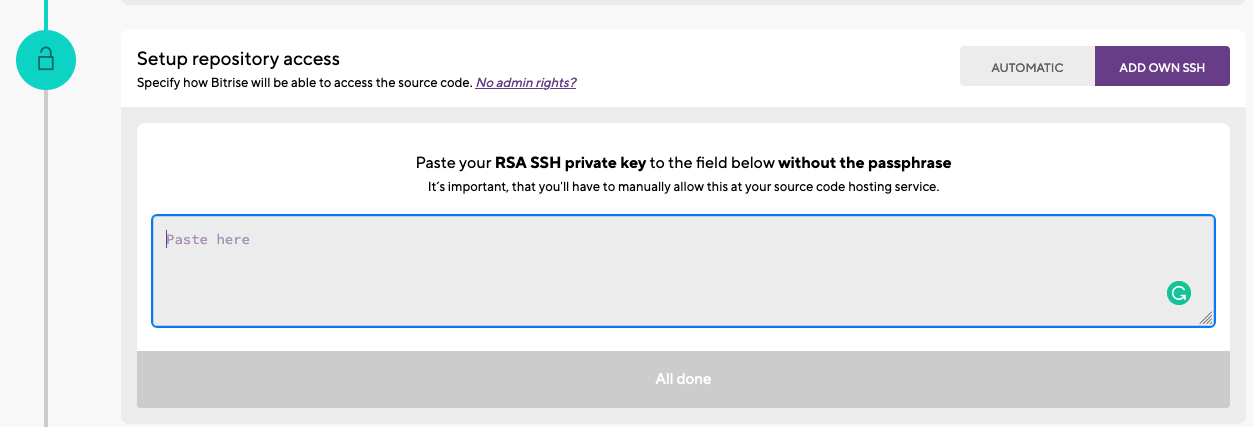 Setup repository access
Specify how Bitrise will be able to access the source code. No admin rights?
AUTOMATIC
ADD OWN SSH
Paste your RSA SSH private key to the field below without the passphrase
It's important, that you'll have to manually allow this at your source code hosting service.
Paste here
All done